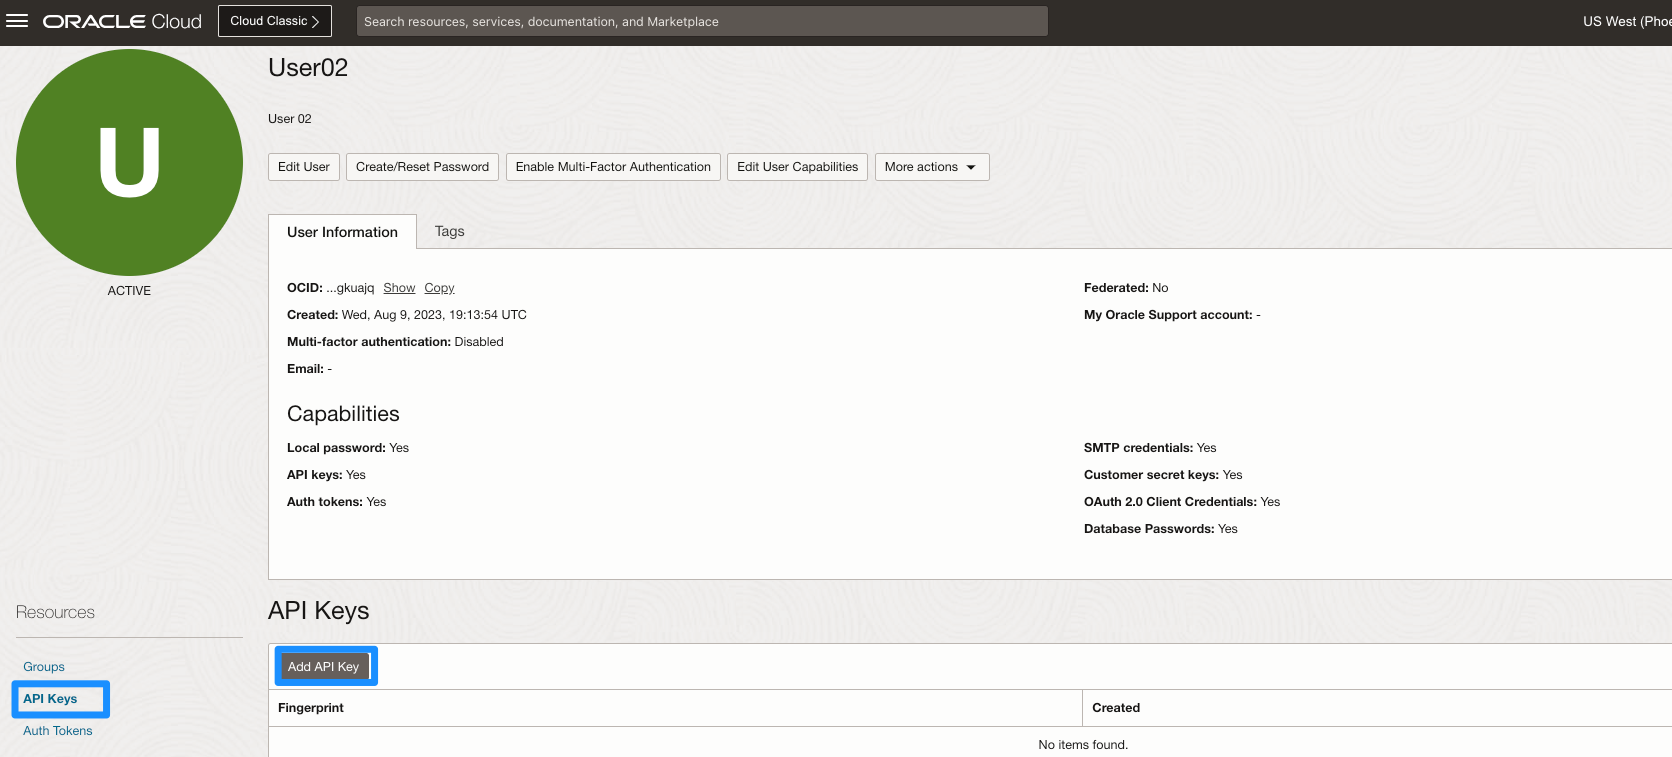 ORACLE Cloud
Cloud Classic
Search resources, services, documentation, and Marketplace
US West (Phoe
U
ACTIVE
User02
User 02
Edit User
Create/Reset Password
Enable Multi-Factor Authentication
Edit User Capabilities
More actions
User Information
Tags
OCID: ...gkuajq Show Copy
Created: Wed, Aug 9, 2023, 19:13:54 UTC
Multi-factor authentication: Disabled
Email: -
Federated: No
My Oracle Support account: -
Capabilities
Local password: Yes
API keys: Yes
Auth tokens: Yes
SMTP credentials: Yes
Customer secret keys: Yes
OAuth 2.0 Client Credentials: Yes
Database Passwords: Yes
Resources
Groups
API Keys
Auth Tokens
API Keys
Add API Key
Fingerprint
Created
No items found.